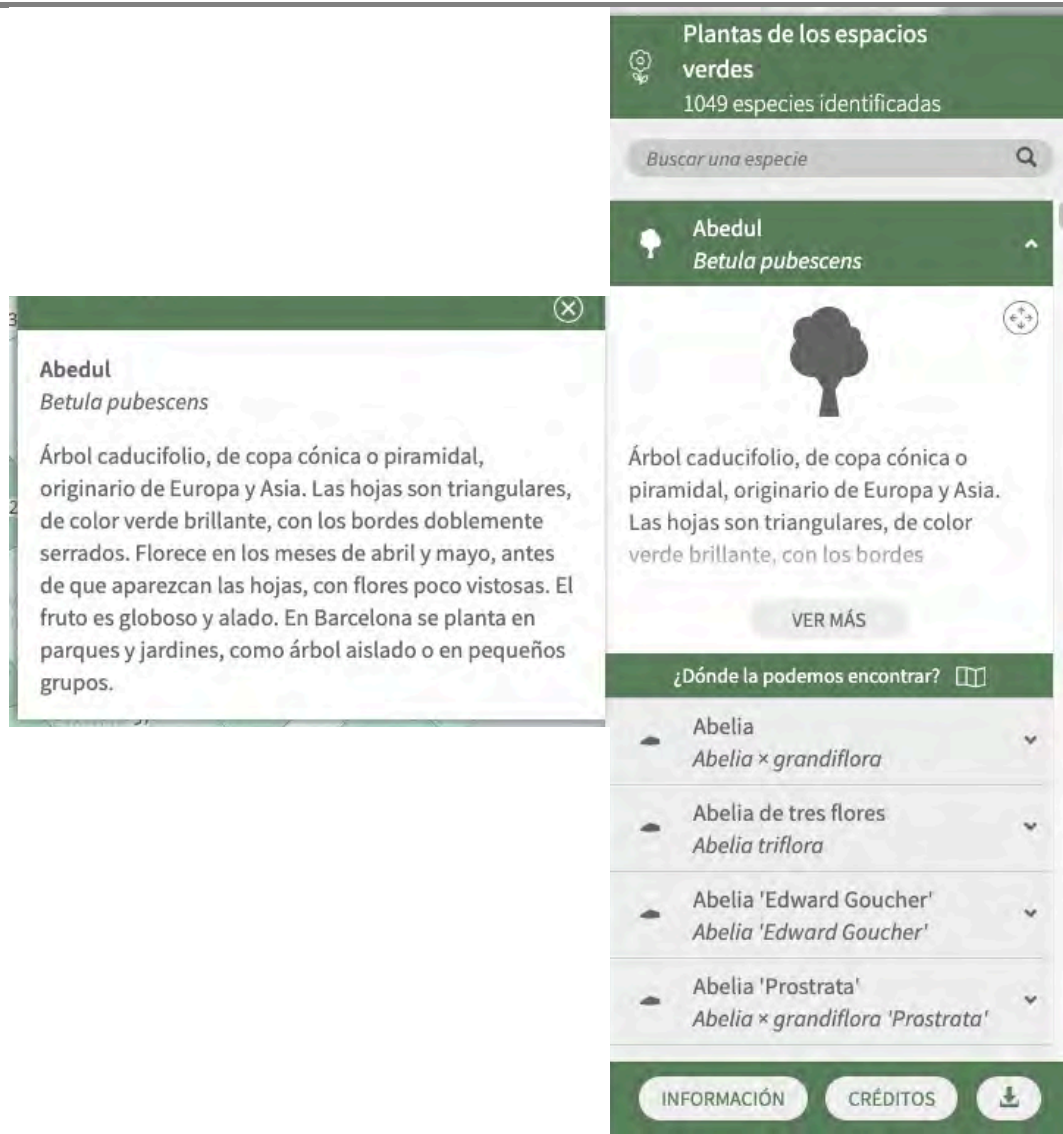 Abedul
Betula pubescens
Árbol caducifolio, de copa cónica o piramidal,
originario de Europa y Asia. Las hojas son triangulares,
de color verde brillante, con los bordes doblemente
serrados. Florece en los meses de abril y mayo, antes
de que aparezcan las hojas, con flores poco vistosas. El
fruto es globoso y alado. En Barcelona se planta en
parques y jardines, como árbol aislado o en pequeños
grupos.
Plantas de los espacios
verdes
1049 especies identificadas
Buscar una especie
Abedul
Betula pubescens
Árbol caducifolio, de copa cónica o
piramidal, originario de Europa y Asia.
Las hojas son triangulares, de color
verde brillante, con los bordes
VER MÁS
¿Dónde la podemos encontrar?
Abelia
Abelia × grandiflora
Abelia de tres flores
Abelia triflora
Abelia 'Edward Goucher'
Abelia 'Edward Goucher'
Abelia 'Prostrata'
Abelia × grandiflora 'Prostrata'
INFORMACIÓN
CRÉDITOS